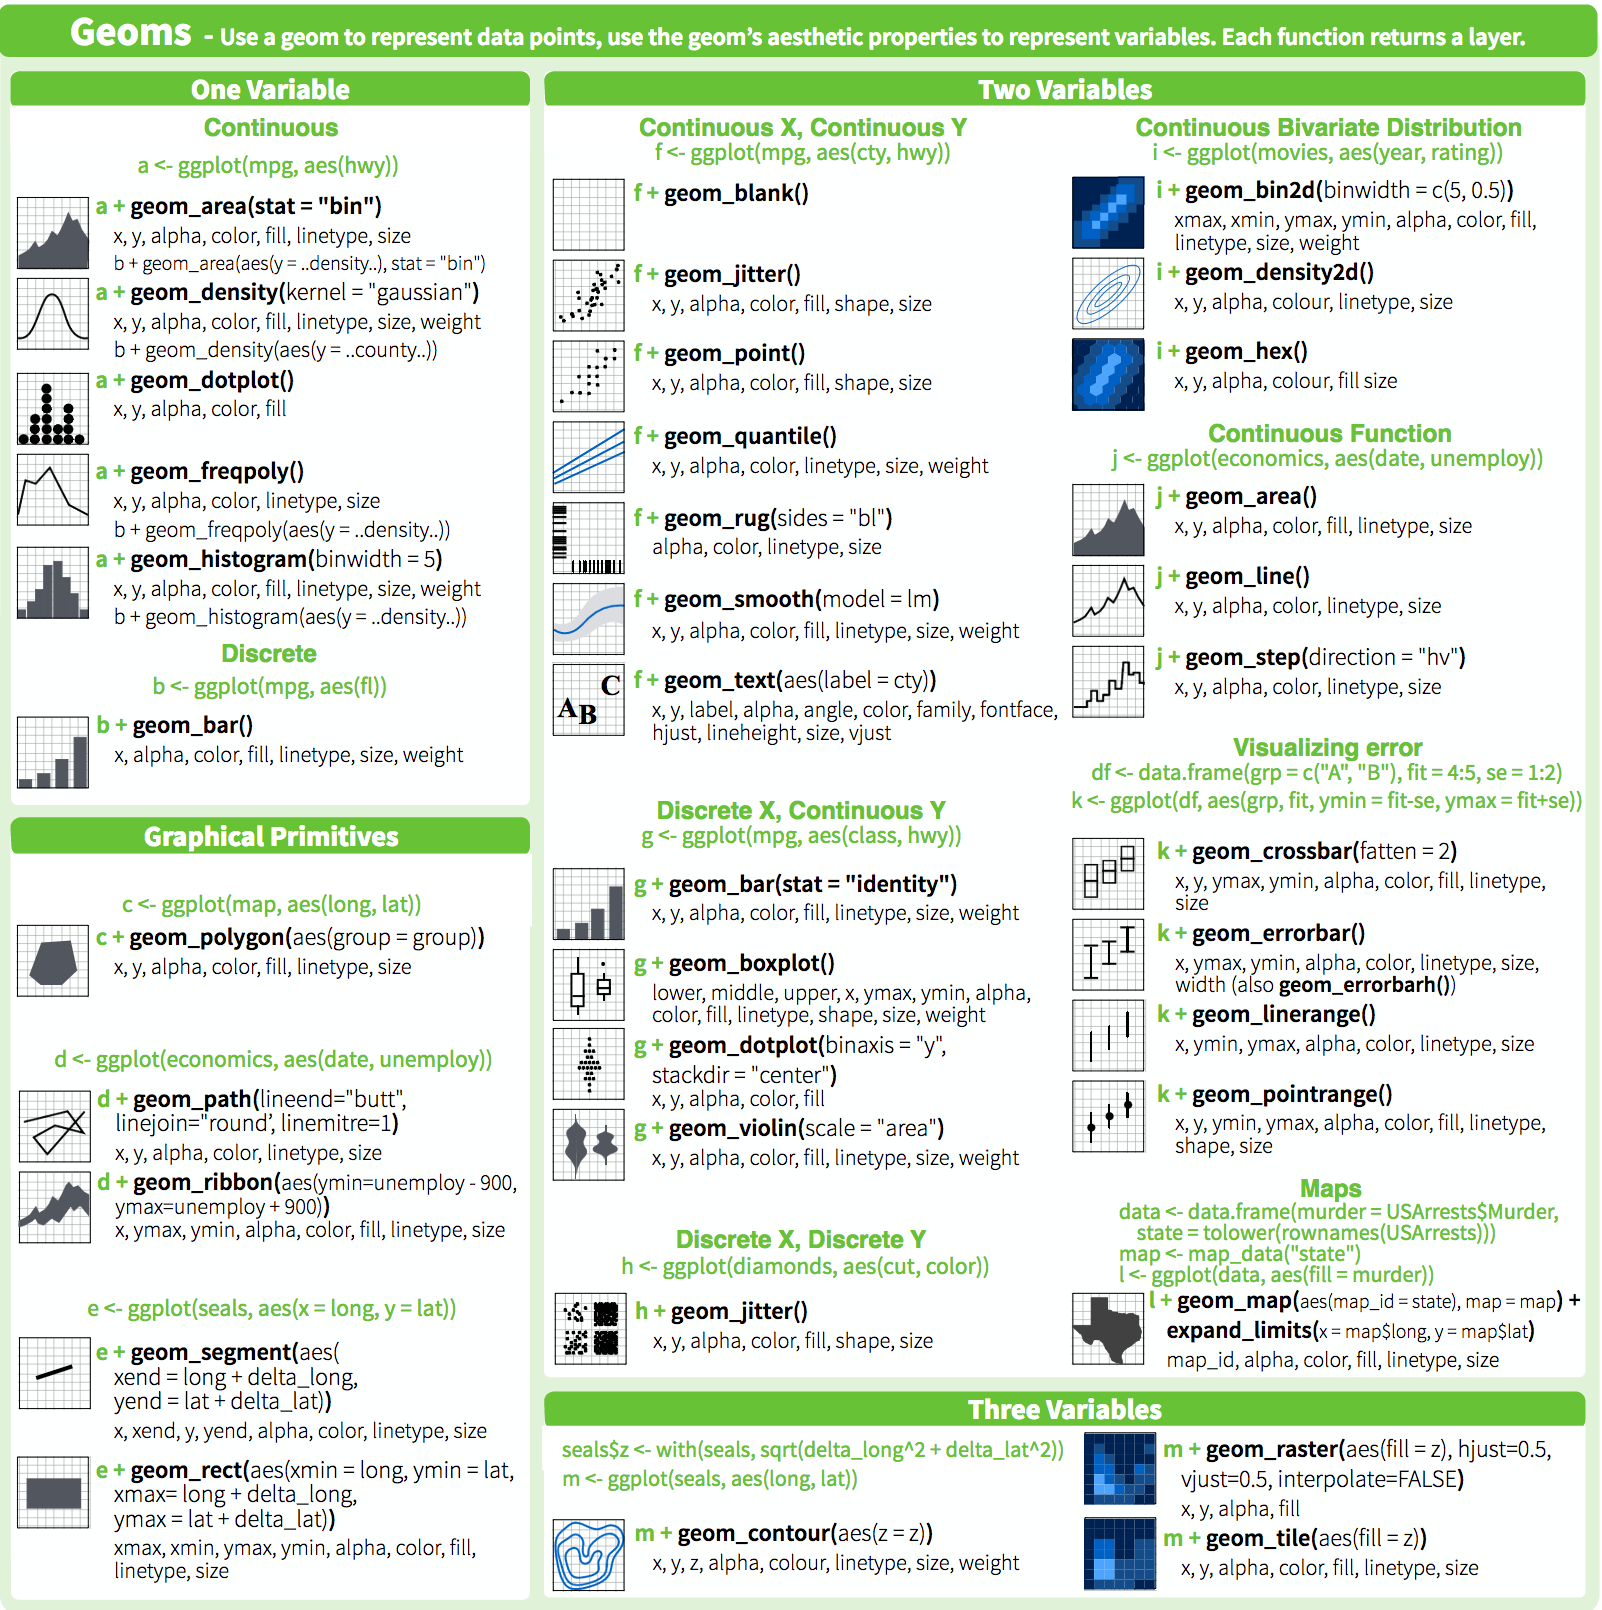 Geoms - Use a geom to represent data points, use the geom’s aesthetic properties to represent variables. Each function returns a layer.
One Variable
Continuous
a <- ggplot(mpg, aes(hwy))
a + geom_area(stat = "bin")
x, y, alpha, color, fill, linetype, size
b + geom_area(aes(y = ..density..), stat = "bin")
a + geom_density(kernel = "gaussian")
x, y, alpha, color, fill, linetype, size, weight
b + geom_density(aes(y = ..county..))
a + geom_dotplot()
x, y, alpha, color, fill
a + geom_freqpoly()
x, y, alpha, color, linetype, size
b + geom_freqpoly(aes(y = ..density..))
a + geom_histogram(binwidth = 5)
x, y, alpha, color, fill, linetype, size, weight
b + geom_histogram(aes(y = ..density..))
Discrete
b <- ggplot(mpg, aes(fl))
b + geom_bar()
x, alpha, color, fill, linetype, size, weight
Graphical Primitives
c <- ggplot(map, aes(long, lat))
c + geom_polygon(aes(group = group))
x, y, alpha, color, fill, linetype, size
d <- ggplot(economics, aes(date, unemploy))
d + geom_path(lineend="butt",
linejoin="round’, linemitre=1)
x, y, alpha, color, linetype, size
d + geom_ribbon(aes(ymin=unemploy - 900,
ymax=unemploy + 900))
x, ymax, ymin, alpha, color, fill, linetype, size
e <- ggplot(seals, aes(x = long, y = lat))
e + geom_segment(aes(
xend = long + delta_long,
yend = lat + delta_lat))
x, xend, y, yend, alpha, color, linetype, size
e + geom_rect(aes(xmin = long, ymin = lat,
xmax= long + delta_long,
ymax = lat + delta_lat))
xmax, xmin, ymax, ymin, alpha, color, fill,
linetype, size
Two Variables
Continuous X, Continuous Y
f <- ggplot(mpg, aes(cty, hwy))
f + geom_blank()
f + geom_jitter()
x, y, alpha, color, fill, shape, size
f + geom_point()
x, y, alpha, color, fill, shape, size
f + geom_quantile()
x, y, alpha, color, linetype, size, weight
f + geom_rug(sides = "bl")
alpha, color, linetype, size
f + geom_smooth(model = lm)
x, y, alpha, color, fill, linetype, size, weight
C
AB
f + geom_text(aes(label = cty))
x, y, label, alpha, angle, color, family, fontface,
hjust, lineheight, size, vjust
Discrete X, Continuous Y
g <- ggplot(mpg, aes(class, hwy))
g + geom_bar(stat = "identity")
x, y, alpha, color, fill, linetype, size, weight
g + geom_boxplot()
lower, middle, upper, x, ymax, ymin, alpha,
color, fill, linetype, shape, size, weight
g + geom_dotplot(binaxis = "y",
stackdir = "center")
x, y, alpha, color, fill
g + geom_violin(scale = "area")
x, y, alpha, color, fill, linetype, size, weight
Discrete X, Discrete Y
h <- ggplot(diamonds, aes(cut, color))
h + geom_jitter()
x, y, alpha, color, fill, shape, size
Continuous Bivariate Distribution
i <- ggplot(movies, aes(year, rating))
i + geom_bin2d(binwidth = c(5, 0.5))
xmax, xmin, ymax, ymin, alpha, color, fill,
linetype, size, weight
i + geom_density2d()
x, y, alpha, colour, linetype, size
i + geom_hex()
x, y, alpha, colour, fill size
Continuous Function
j <- ggplot(economics, aes(date, unemploy))
j + geom_area()
x, y, alpha, color, fill, linetype, size
j + geom_line()
x, y, alpha, color, linetype, size
j + geom_step(direction = "hv")
x, y, alpha, color, linetype, size
Visualizing error
df <- data.frame(grp = c("A", "B"), fit = 4:5, se = 1:2)
k <- ggplot(df, aes(grp, fit, ymin = fit-se, ymax = fit+se))
k + geom_crossbar(fatten = 2)
x, y, ymax, ymin, alpha, color, fill, linetype,
size
k + geom_errorbar()
x, ymax, ymin, alpha, color, linetype, size,
width (also geom_errorbarh())
k + geom_linerange()
x, ymin, ymax, alpha, color, linetype, size
k + geom_pointrange()
x, y, ymin, ymax, alpha, color, fill, linetype,
shape, size
Maps
data <- data.frame(murder = USArrests$Murder,
state = tolower(rownames(USArrests)))
map <- map_data("state")
l <- ggplot(data, aes(fill = murder))
l + geom_map(aes(map_id = state), map = map) +
expand_limits(x = map$long, y = map$lat)
map_id, alpha, color, fill, linetype, size
Three Variables
seals$z <- with(seals, sqrt(delta_long^2 + delta_lat^2))
m <- ggplot(seals, aes(long, lat))
m + geom_contour(aes(z = z))
x, y, z, alpha, colour, linetype, size, weight
m + geom_raster(aes(fill = z), hjust=0.5,
vjust=0.5, interpolate=FALSE)
x, y, alpha, fill
m + geom_tile(aes(fill = z))
x, y, alpha, color, fill, linetype, size